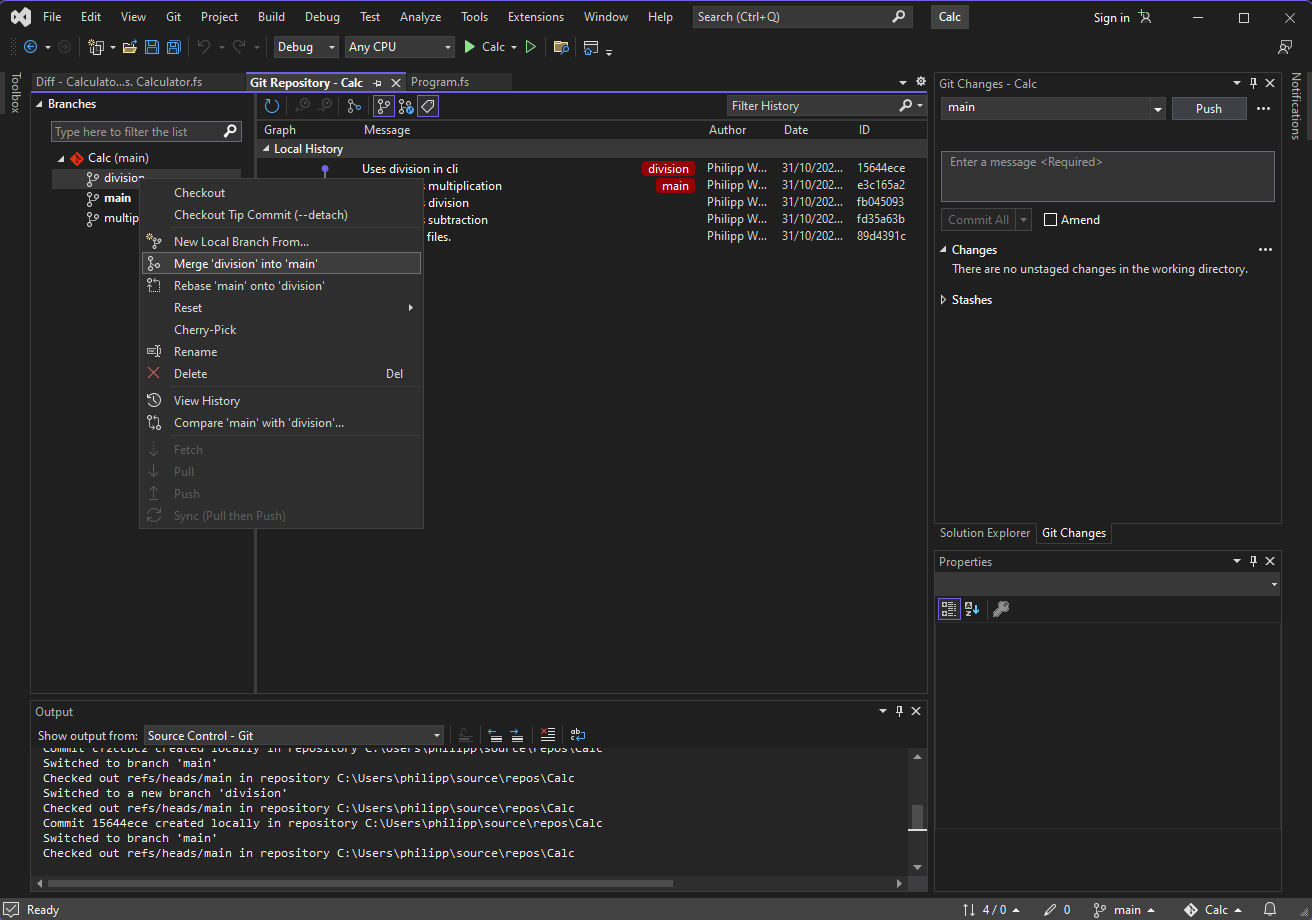 File Edit View Git Project Build Debug Test Analyze Tools Extensions Window Help Search (Ctrl+Q) Calc Sign in
Debug Any CPU Calc
Toolbox
Diff - Calculato...s. Calculator.fs Git Repository - Calc Program.fs
Branches
Type here to filter the list
Calc (main)
division
main
multip
Filter History
Graph Message Author Date ID
Local History
Uses division in cli division Philipp W... 31/10/202... 15644ece
multiplication main Philipp W... 31/10/202... e3c165a2
division Philipp W... 31/10/202... fb045093
subtraction Philipp W... 31/10/202... fd35a63b
files. Philipp W... 31/10/202... 89d4391c
Checkout
Checkout Tip Commit (--detach)
New Local Branch From...
Merge 'division' into 'main'
Rebase 'main' onto 'division'
Reset
Cherry-Pick
Rename
Delete Del
View History
Compare 'main' with 'division'...
Fetch
Pull
Push
Sync (Pull then Push)
Git Changes - Calc
main Push
Enter a message <Required>
Commit All Amend
Changes
There are no unstaged changes in the working directory.
Stashes
Solution Explorer Git Changes
Notifications
Properties
Output
Show output from: Source Control - Git
Commit cf2ccbc2 created locally in repository C:\Users\philipp\source\repos\Calc
Switched to branch 'main'
Checked out refs/heads/main in repository C:\Users\philipp\source\repos\Calc
Switched to a new branch 'division'
Checked out refs/heads/main in repository C:\Users\philipp\source\repos\Calc
Commit 15644ece created locally in repository C:\Users\philipp\source\repos\Calc
Switched to branch 'main'
Checked out refs/heads/main in repository C:\Users\philipp\source\repos\Calc
Ready 4 / 0 0 main Calc